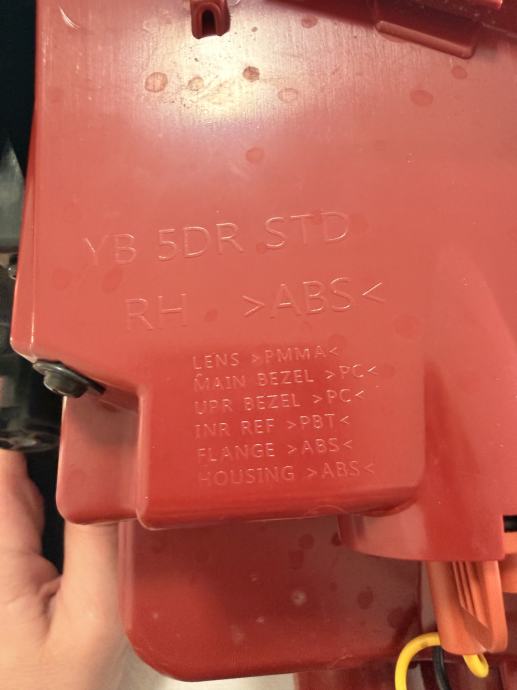 YB 5DR STD
RH >ABS<
LENS >PMMA<
MAIN BEZEL >PC<
UPR BEZEL >PC<
INR REF >PBT<
FLANGE >ABS<
HOUSING >ABS<